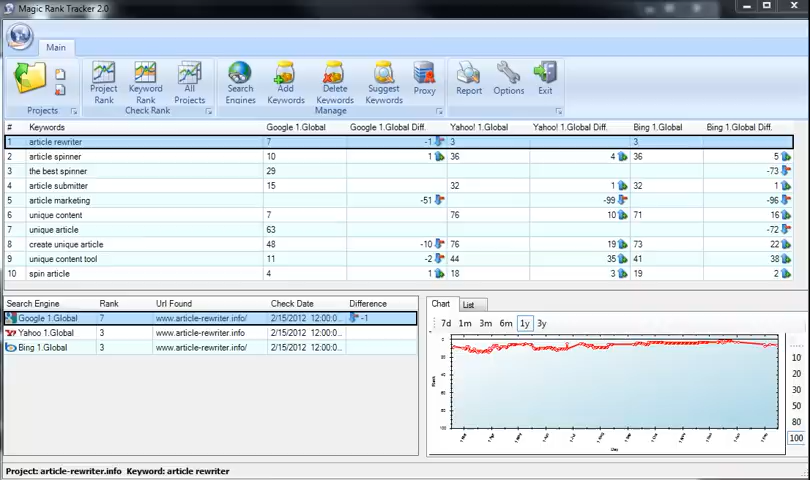 Magic Rank Tracker 2.0
Main
Project Rank
Keyword Rank
All Projects
Search Engines
Add Keywords
Delete Keywords
Suggest Keywords
Proxy
Report
Options
Exit
Projects
Check Rank
Manage
# Keywords Google 1.Global Google 1.Global Diff. Yahoo! 1.Global Yahoo! 1.Global Diff. Bing 1.Global Bing 1.Global Diff.
1 article rewriter 7 -1 3 3
2 article spinner 10 1 36 4 36 5
3 the best spinner 29 -73
4 article submitter 15 32 1 32 1
5 article marketing -51 -99 -96
6 unique content 7 76 10 71 16
7 unique article 63 -72
8 create unique article 48 -10 76 19 73 22
9 unique content tool 11 -2 44 35 41 38
10 spin article 4 1 18 3 19 2
Search Engine Rank Url Found Check Date Difference
Google 1.Global 7 www.article-rewriter.info/ 2/15/2012 12:00:0... -1
Yahoo 1.Global 3 www.article-rewriter.info/ 2/15/2012 12:00:0...
Bing 1.Global 3 www.article-rewriter.info/ 2/15/2012 12:00:0...
Chart List
7d 1m 3m 6m 1y 3y
10
20
30
50
80
100
Project: article-rewriter.info Keyword: article rewriter